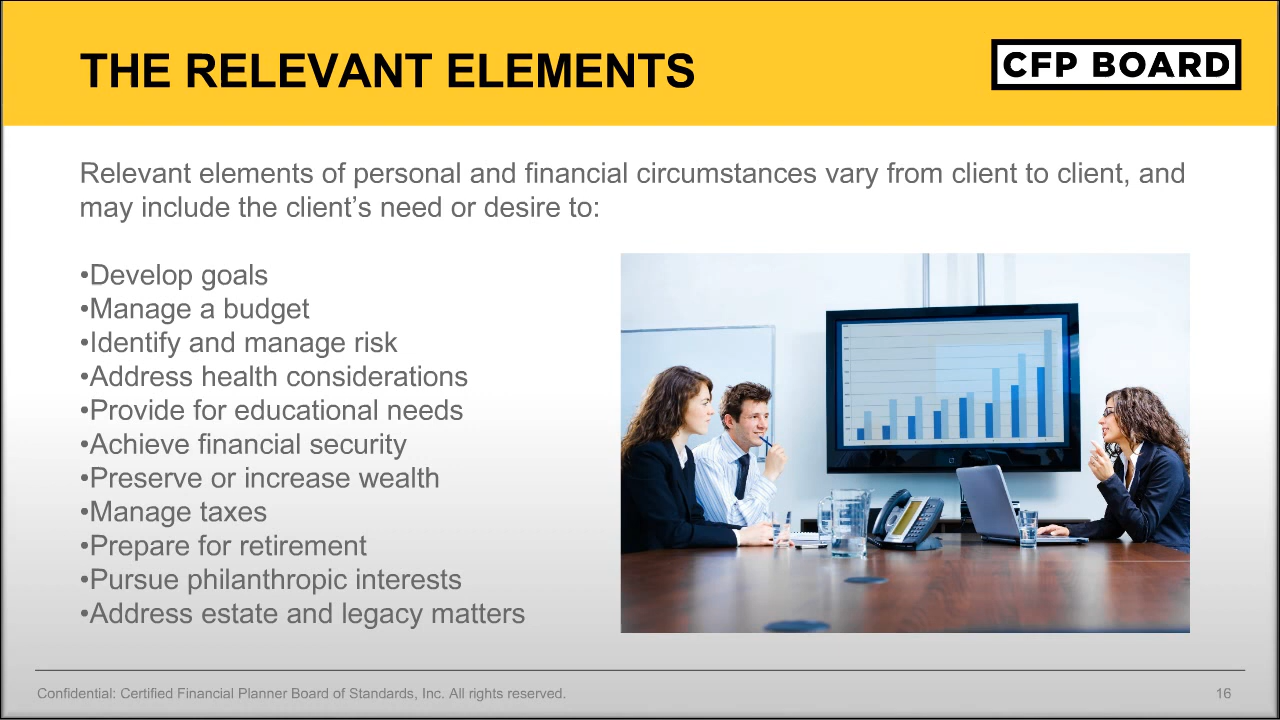 THE RELEVANT ELEMENTS
CFP BOARD
Relevant elements of personal and financial circumstances vary from client to client, and
may include the client’s need or desire to:
•Develop goals
•Manage a budget
•Identify and manage risk
•Address health considerations
•Provide for educational needs
•Achieve financial security
•Preserve or increase wealth
•Manage taxes
•Prepare for retirement
•Pursue philanthropic interests
•Address estate and legacy matters
Confidential: Certified Financial Planner Board of Standards, Inc. All rights reserved.
16